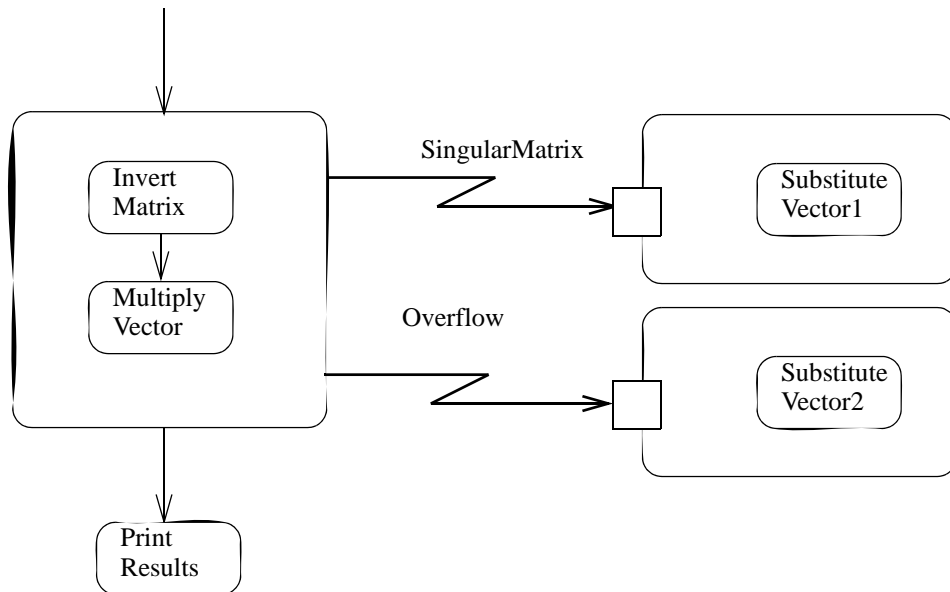 SingularMatrix
Invert
Matrix
Substitute
Vector1
Multiply
Vector
Overflow
Substitute
Vector2
Print
Results